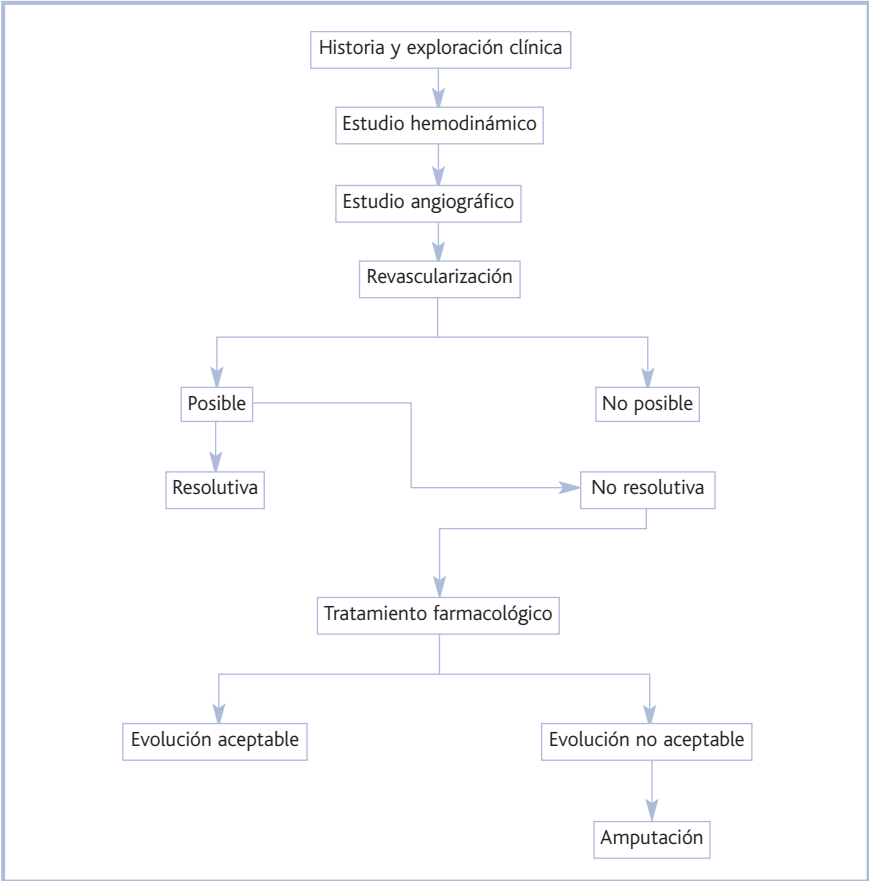 Historia y exploración clínica
Estudio hemodinámico
Estudio angiográfico
Revascularización
Posible
No posible
Resolutiva
No resolutiva
Tratamiento farmacológico
Evolución aceptable
Evolución no aceptable
Amputación